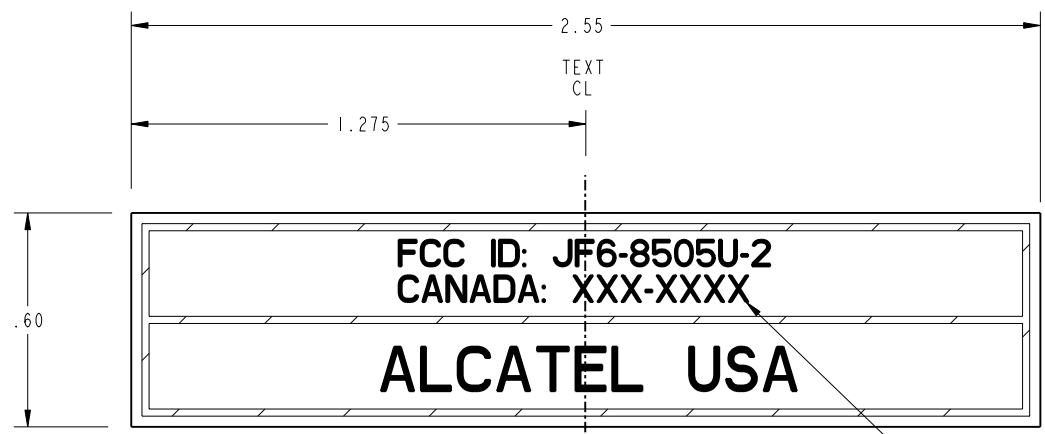 2.55
TEXT
CL
1.275
FCC ID: JF6-8505U-2
CANADA: XXX-XXXX
.60
ALCATEL USA